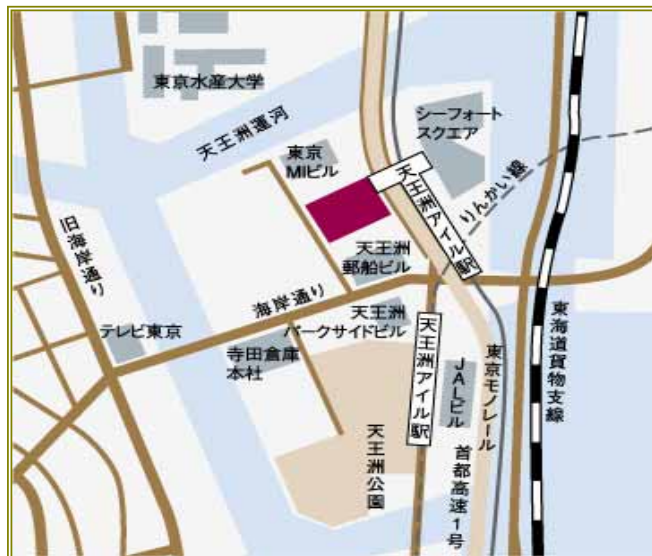 東京水産大学
天王洲運河
シーフォート
スクエア
東京
MIビル
天王洲アイル駅
りんかい線
旧海岸通り
天王洲
郵船ビル
海岸通り
天王洲
パークサイドビル
テレビ東京
寺田倉庫
本社
天王洲アイル駅
JALビル
東京モノレール
東海道貨物支線
天王洲公園
首都高速1号